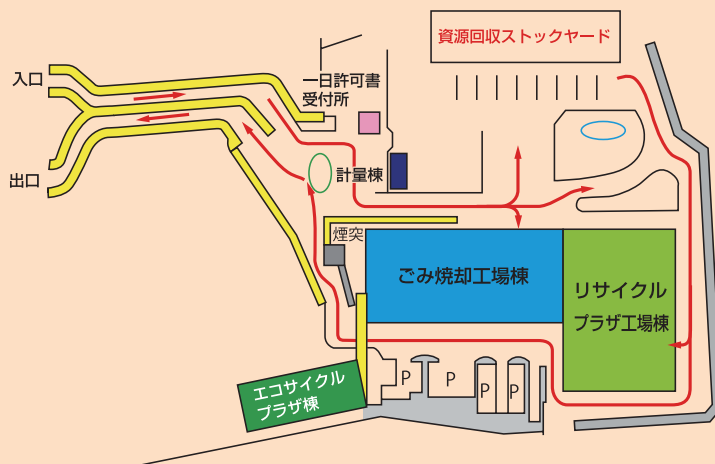 資源回収ストックヤード
入口
一日許可書
受付所
出口
計量棟
煙突
ごみ焼却工場棟
リサイクル
プラザ工場棟
エコサイクル
プラザ棟
P
P
P
P